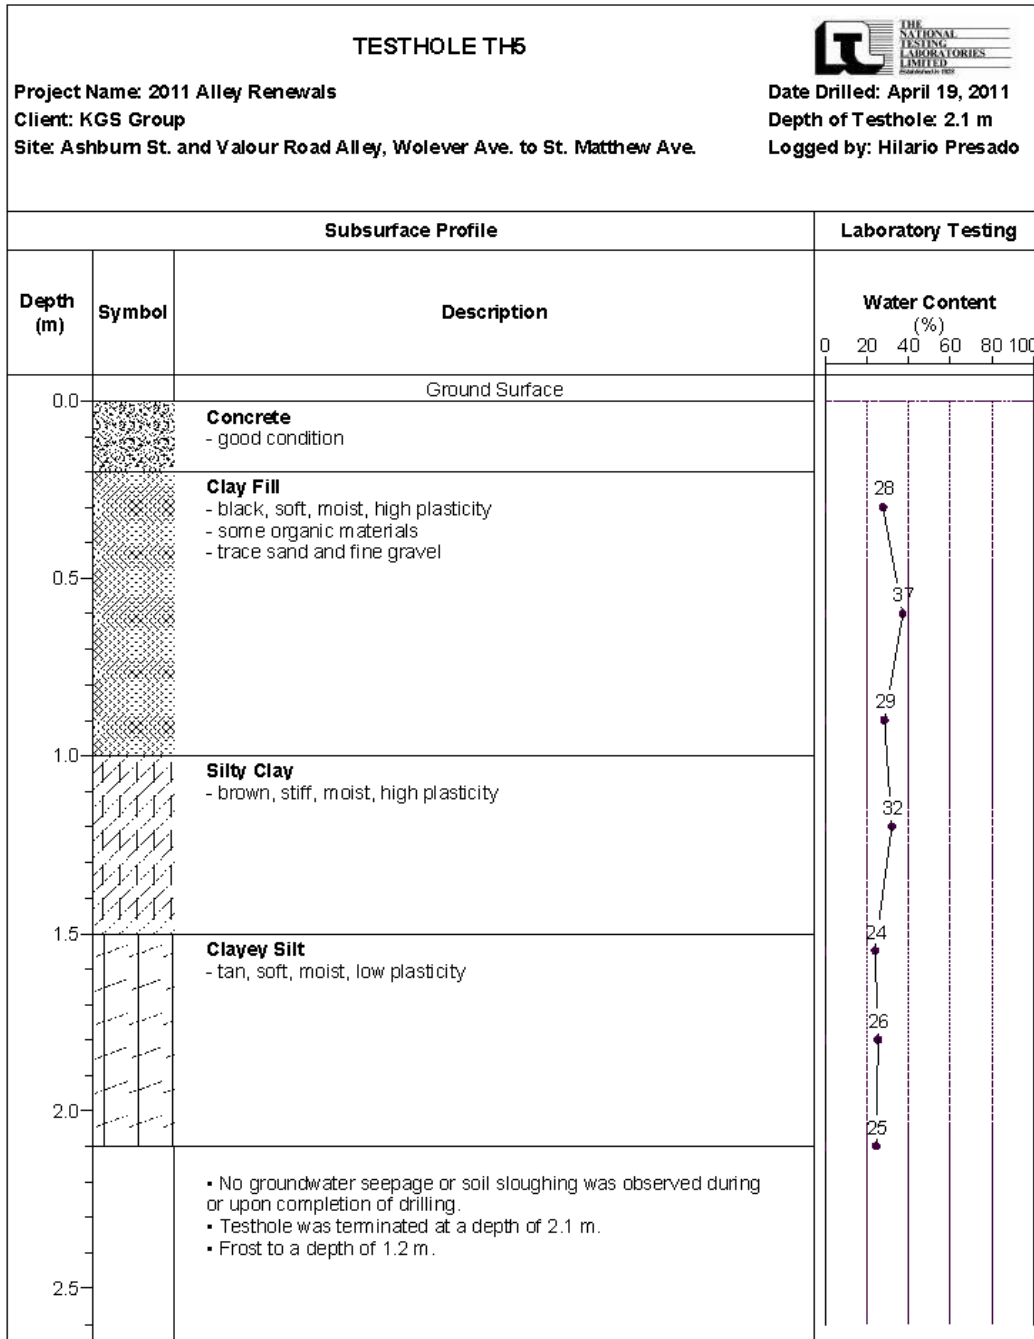 TESTHOLE TH5
THE
NATIONAL
TESTING
LABORATORIES
LIMITED
Established in 1923
Project Name: 2011 Alley Renewals
Date Drilled: April 19, 2011
Client: KGS Group
Depth of Testhole: 2.1 m
Site: Ashburn St. and Valour Road Alley, Wolever Ave. to St. Matthew Ave.
Logged by: Hilario Presado
Subsurface Profile
Laboratory Testing
Depth
(m)
Symbol
Description
Water Content
(%)
0 20 40 60 80 100
Ground Surface
0.0
Concrete
- good condition
Clay Fill
- black, soft, moist, high plasticity
- some organic materials
- trace sand and fine gravel
28
0.5
37
29
1.0
Silty Clay
- brown, stiff, moist, high plasticity
32
1.5
Clayey Silt
- tan, soft, moist, low plasticity
24
26
2.0
25
▪ No groundwater seepage or soil sloughing was observed during
or upon completion of drilling.
▪ Testhole was terminated at a depth of 2.1 m.
▪ Frost to a depth of 1.2 m.
2.5